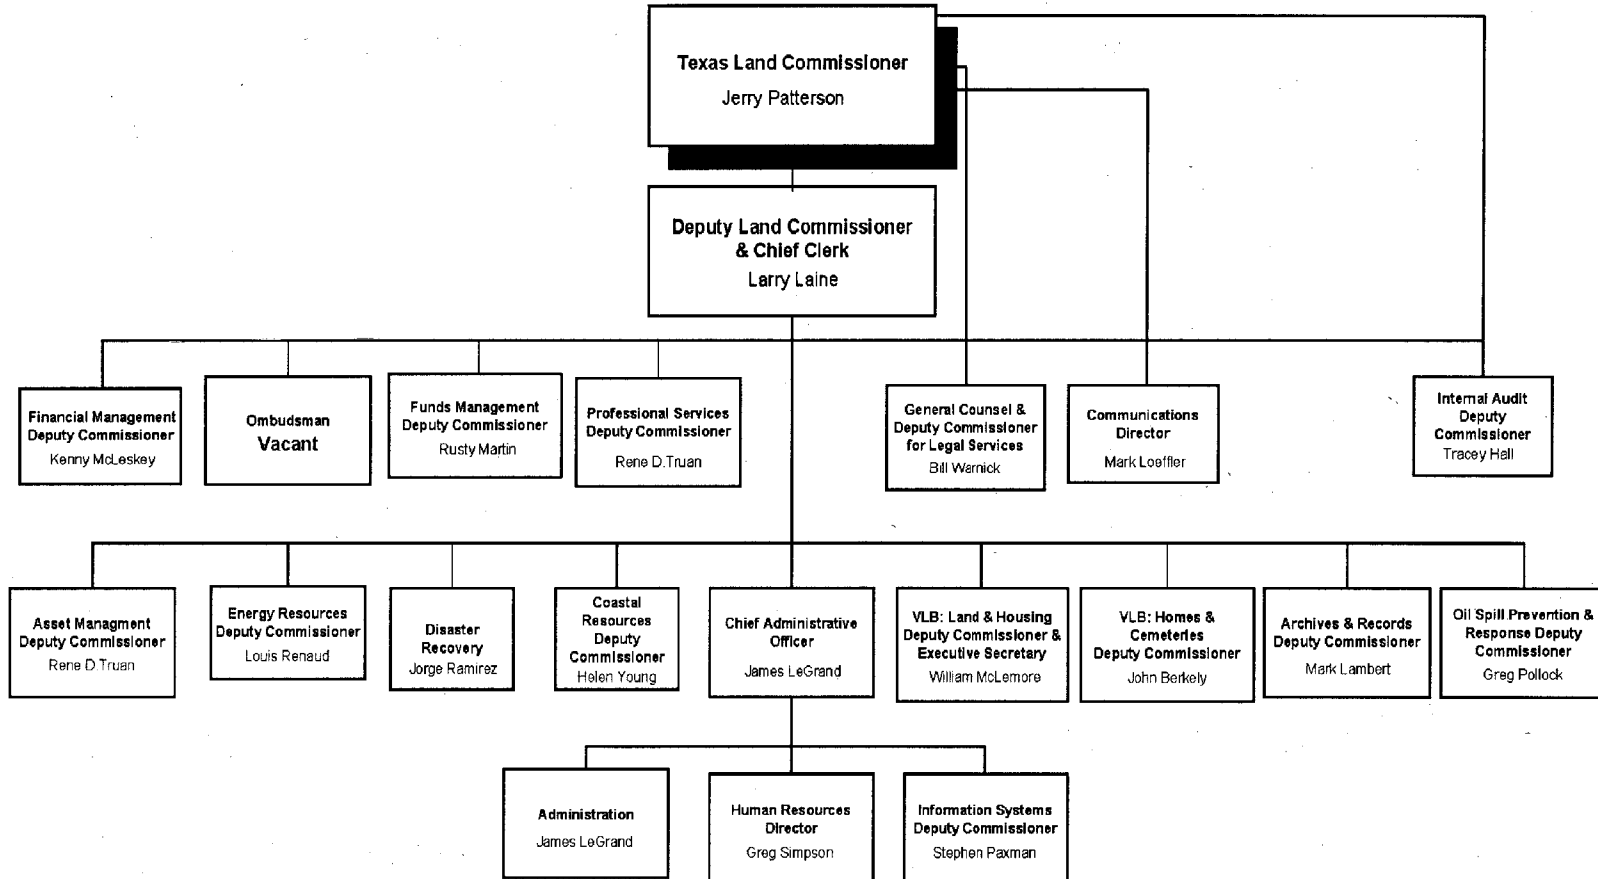 Texas Land Commissioner
Jerry Patterson
Deputy Land Commissioner
& Chief Clerk
Larry Laine
Financial Management
Deputy Commissioner
Kenny McLeskey
Ombudsman
Vacant
Funds Management
Deputy Commissioner
Rusty Martin
Professional Services
Deputy Commissioner
Rene D.Truan
General Counsel &
Deputy Commissioner
for Legal Services
Bill Warnick
Communications
Director
Mark Loeffler
Internal Audit
Deputy
Commissioner
Tracey Hall
Asset Managment
Deputy Commissioner
Rene D Truan
Energy Resources
Deputy Commissioner
Louis Renaud
Disaster
Recovery
Jorge Ramirez
Coastal
Resources
Deputy
Commissioner
Helen Young
Chief Administrative
Officer
James LeGrand
VLB: Land & Housing
Deputy Commissioner &
Executive Secretary
William McLemore
VLB: Homes &
Cemeteries
Deputy Commissioner
John Berkely
Archives & Records
Deputy Commissioner
Mark Lambert
Oil Spill Prevention &
Response Deputy
Commissioner
Greg Pollock
Administration
James LeGrand
Human Resources
Director
Greg Simpson
Information Systems
Deputy Commissioner
Stephen Paxman